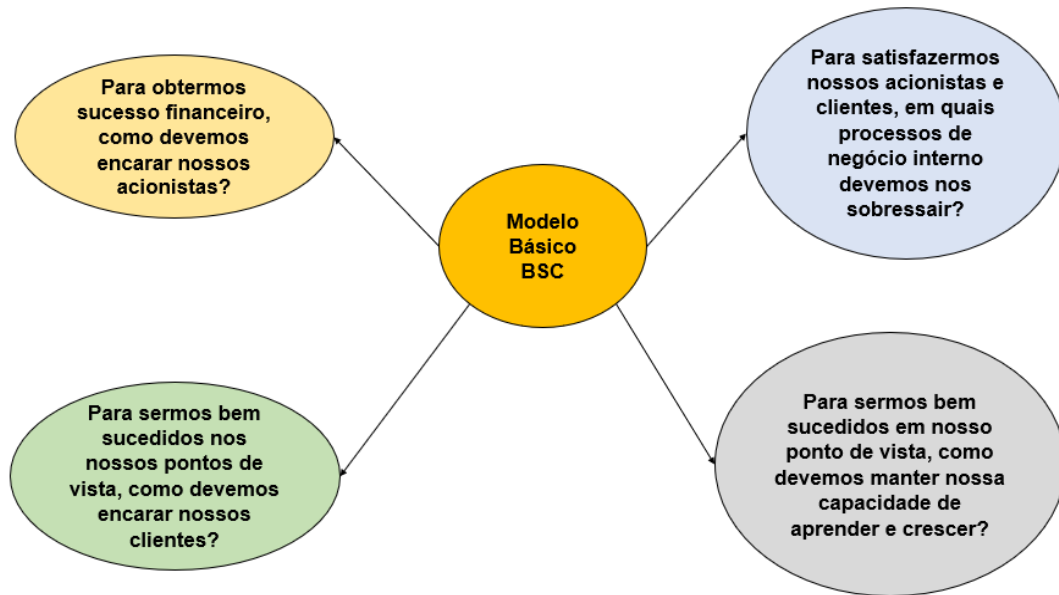 Para obtermos
sucesso financeiro,
como devemos
encarar nossos
acionistas?
Para satisfazermos
nossos acionistas e
clientes, em quais
processos de
negócio interno
devemos nos
sobressair?
Modelo
Básico
BSC
Para sermos bem
sucedidos nos
nossos pontos de
vista, como devemos
encarar nossos
clientes?
Para sermos bem
sucedidos em nosso
ponto de vista, como
devemos manter nossa
capacidade de
aprender e crescer?